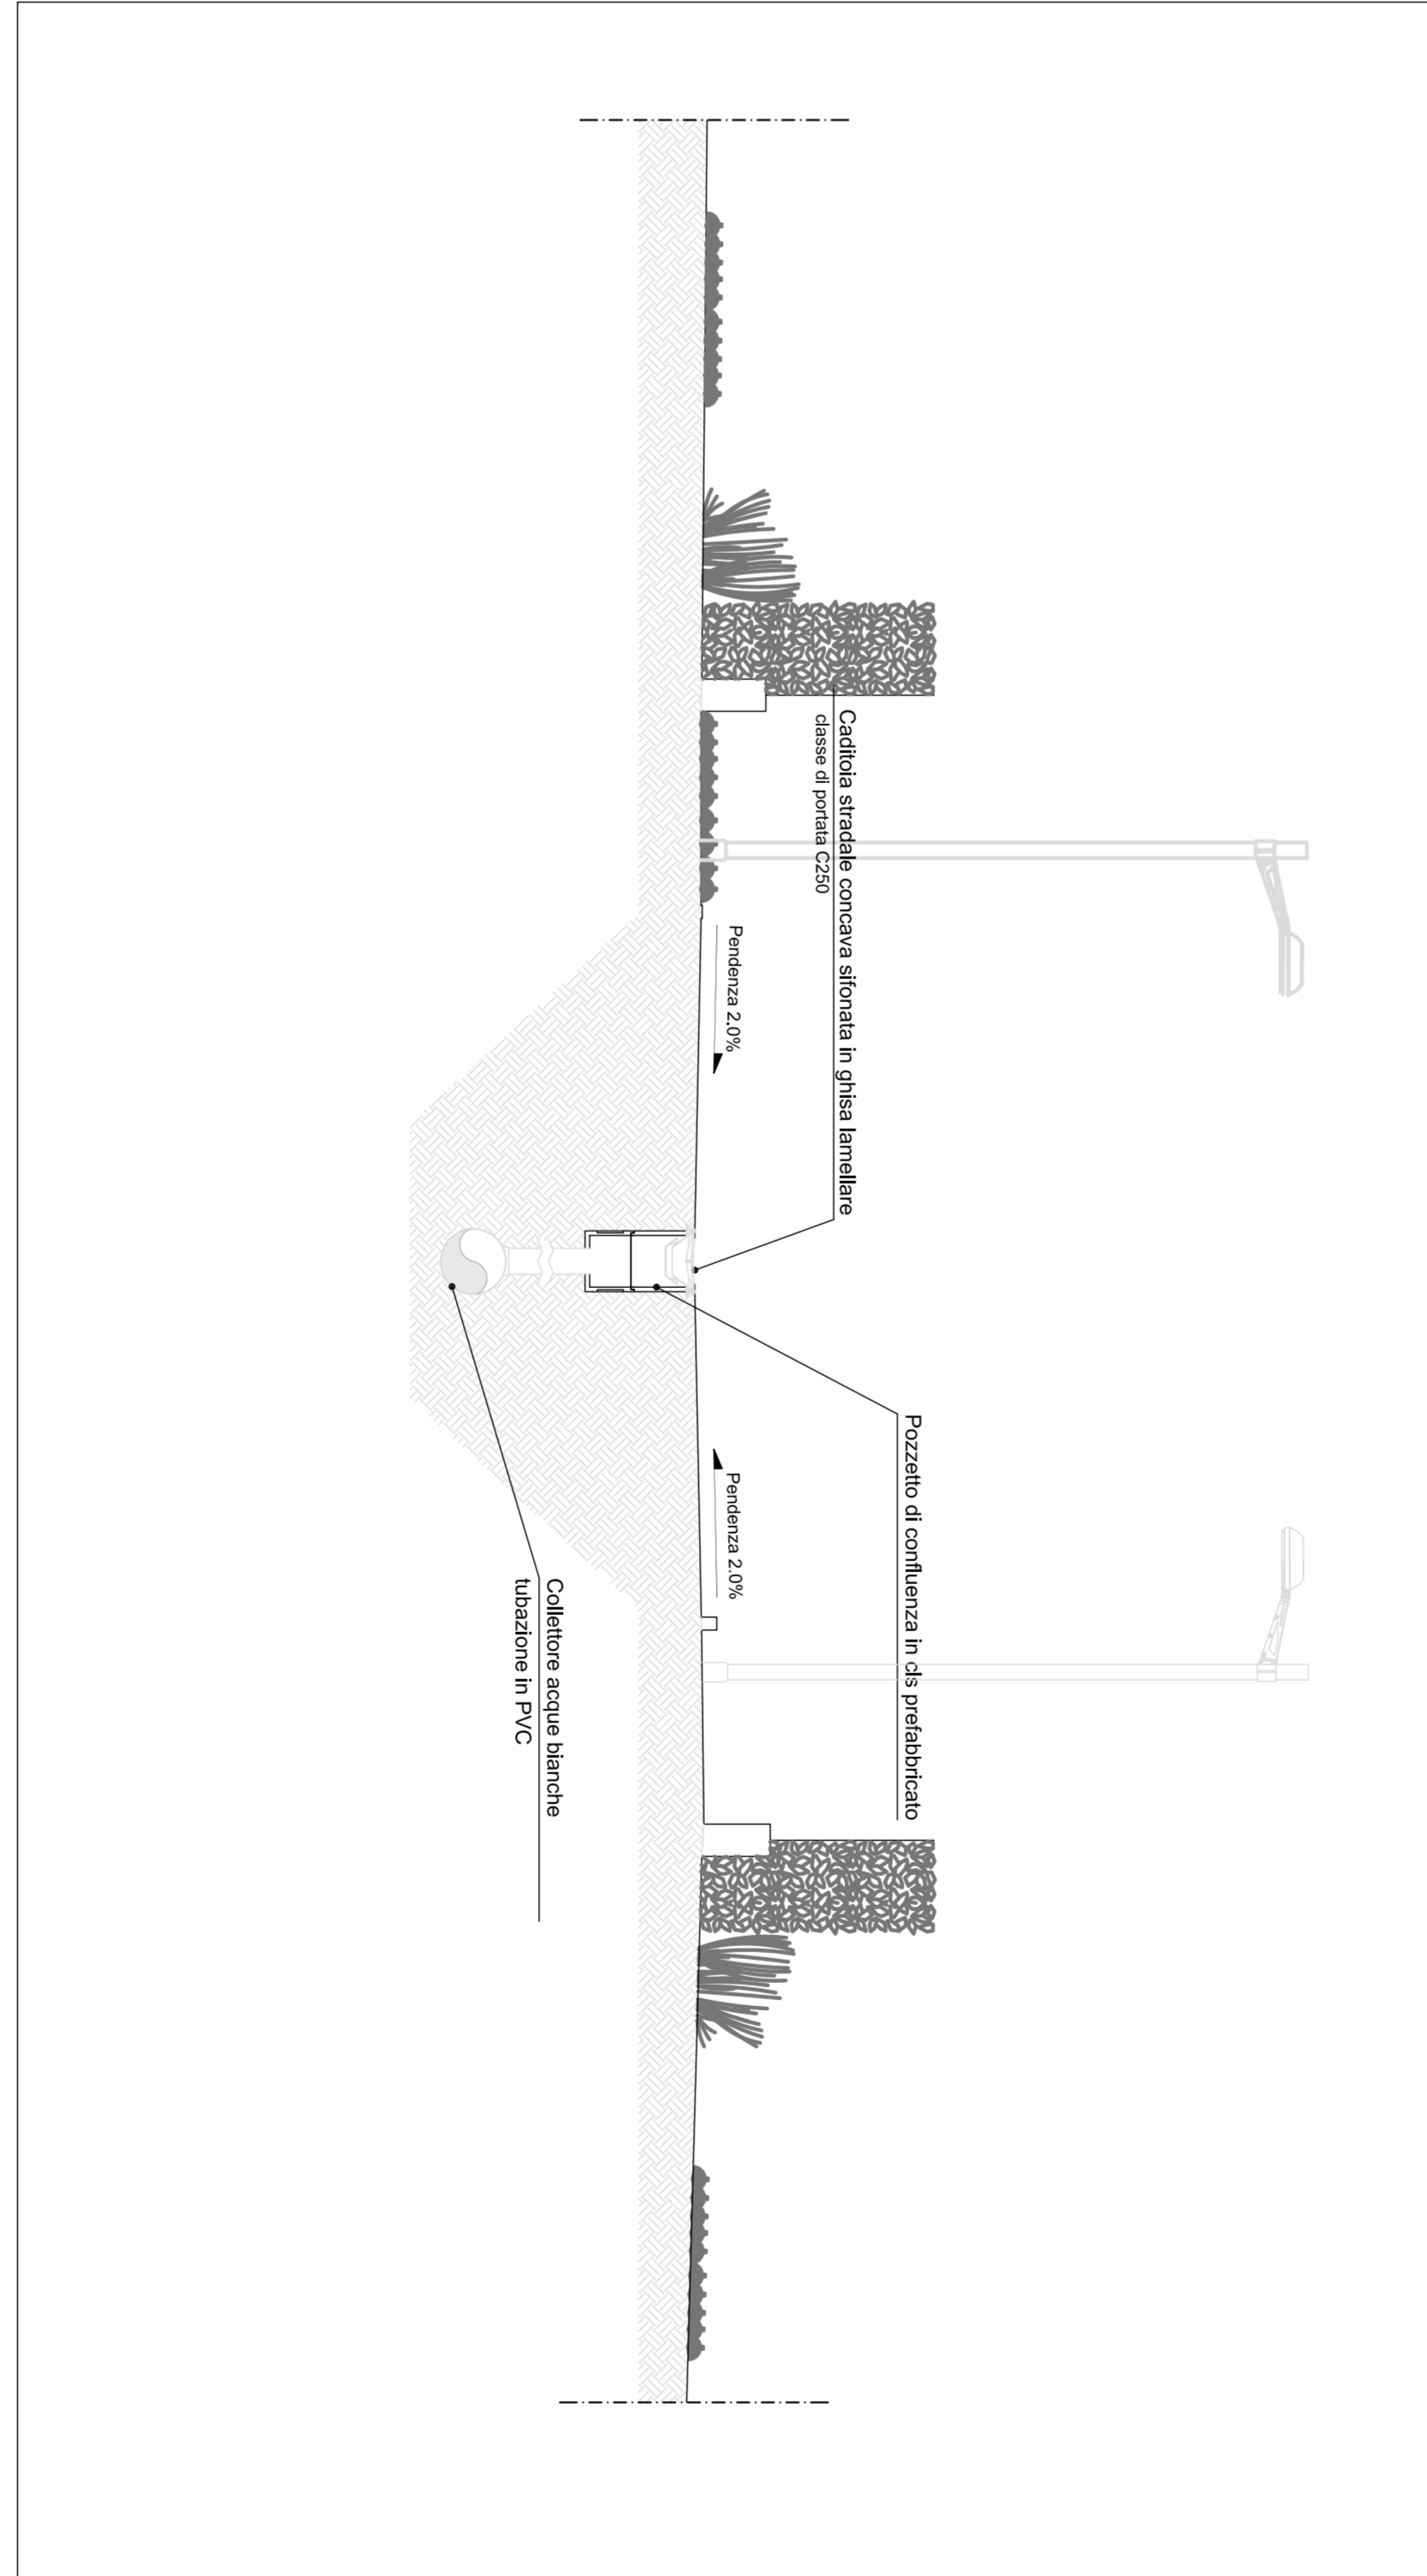 Caditoia stradale concava sifonata in ghisa lamellare
classe di portata C250
Pendenza 2.0%
Pendenza 2.0%
Pozzetto di confluenza in cls prefabbricato
Collettore acque bianche
tubazione in PVC